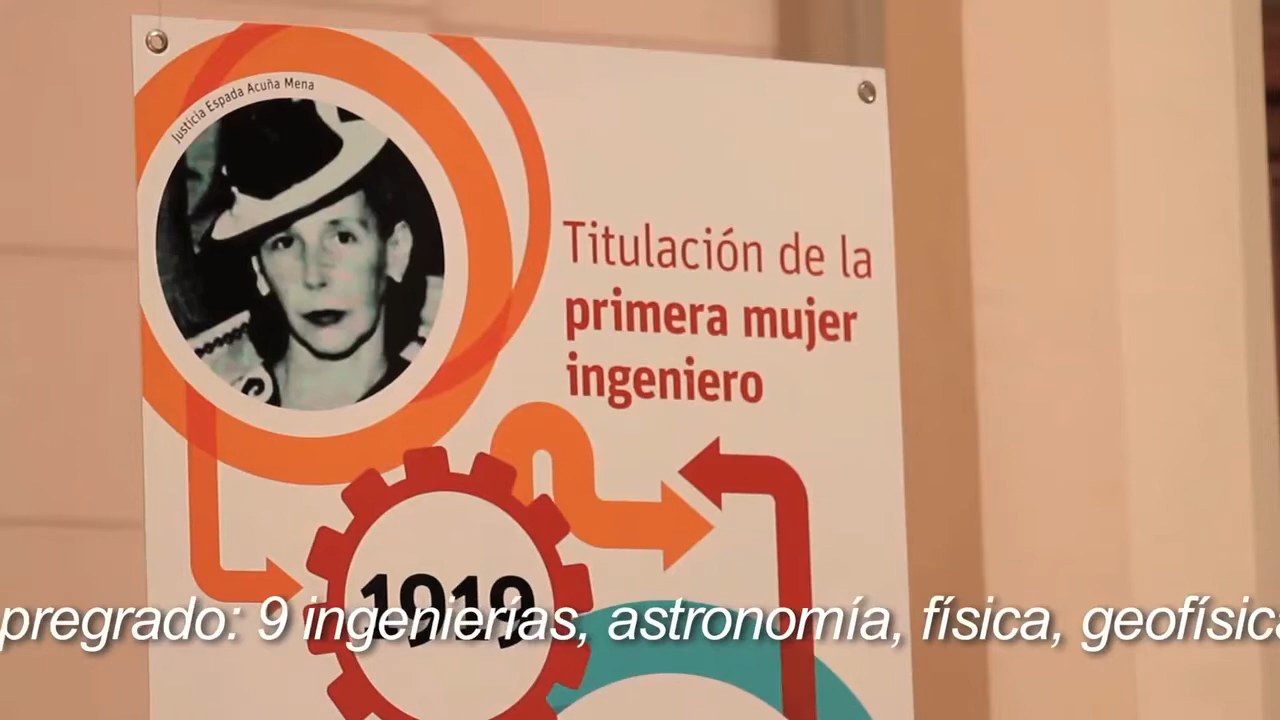 Justicia Espada Acuña Mena
Titulación de la
primera mujer
ingeniero
1919
pregrado: 9 ingenierías, astronomía, física, geofísica